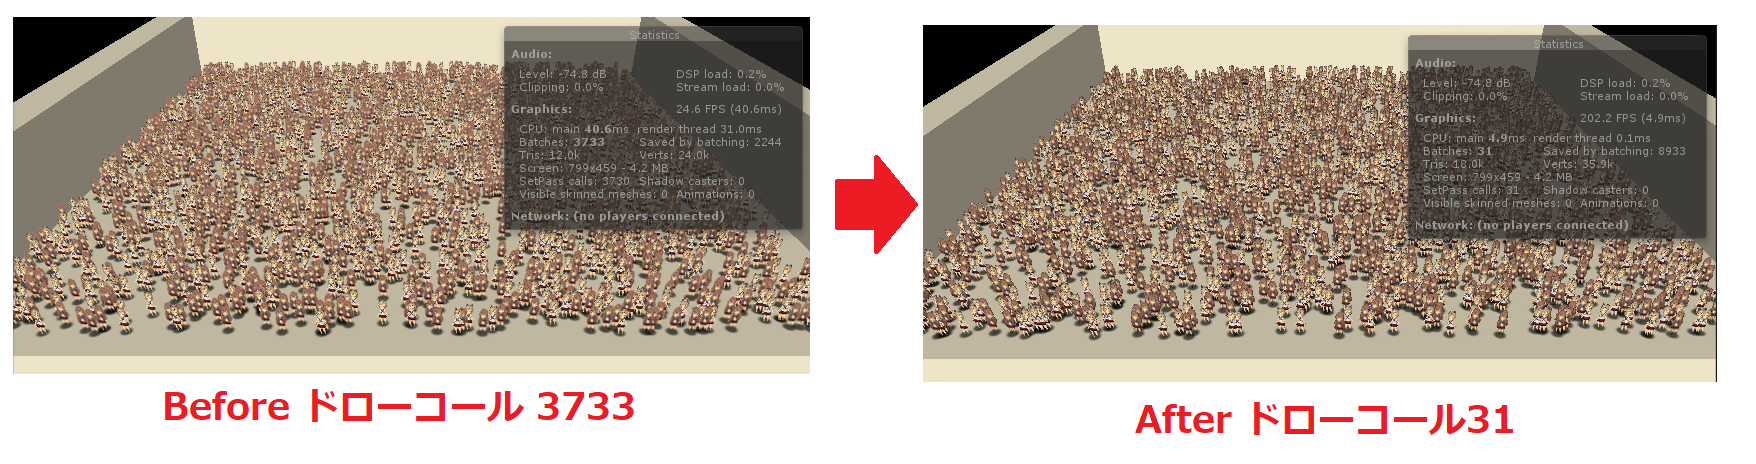 Statistics
Audio:
Level: -74.8 dB DSP load: 0.2%
Clipping: 0.0% Stream load: 0.0%
Graphics: 24.6 FPS (40.6ms)
CPU: main 40.6ms render thread 31.0ms
Batches: 3733 Saved by batching: 2244
Tris: 12.0k Verts: 24.0k
Screen: 799x459 - 4.2 MB
SetPass calls: 3730 Shadow casters: 0
Visible skinned meshes: 0 Animations: 0
Network: (no players connected)
Before ドローコール 3733
Statistics
Audio:
Level: -74.8 dB DSP load: 0.2%
Clipping: 0.0% Stream load: 0.0%
Graphics: 202.2 FPS (4.9ms)
CPU: main 4.9ms render thread 0.1ms
Batches: 31 Saved by batching: 8933
Tris: 18.0k Verts: 35.9k
Screen: 799x459 - 4.2 MB
SetPass calls: 31 Shadow casters: 0
Visible skinned meshes: 0 Animations: 0
Network: (no players connected)
After ドローコール31